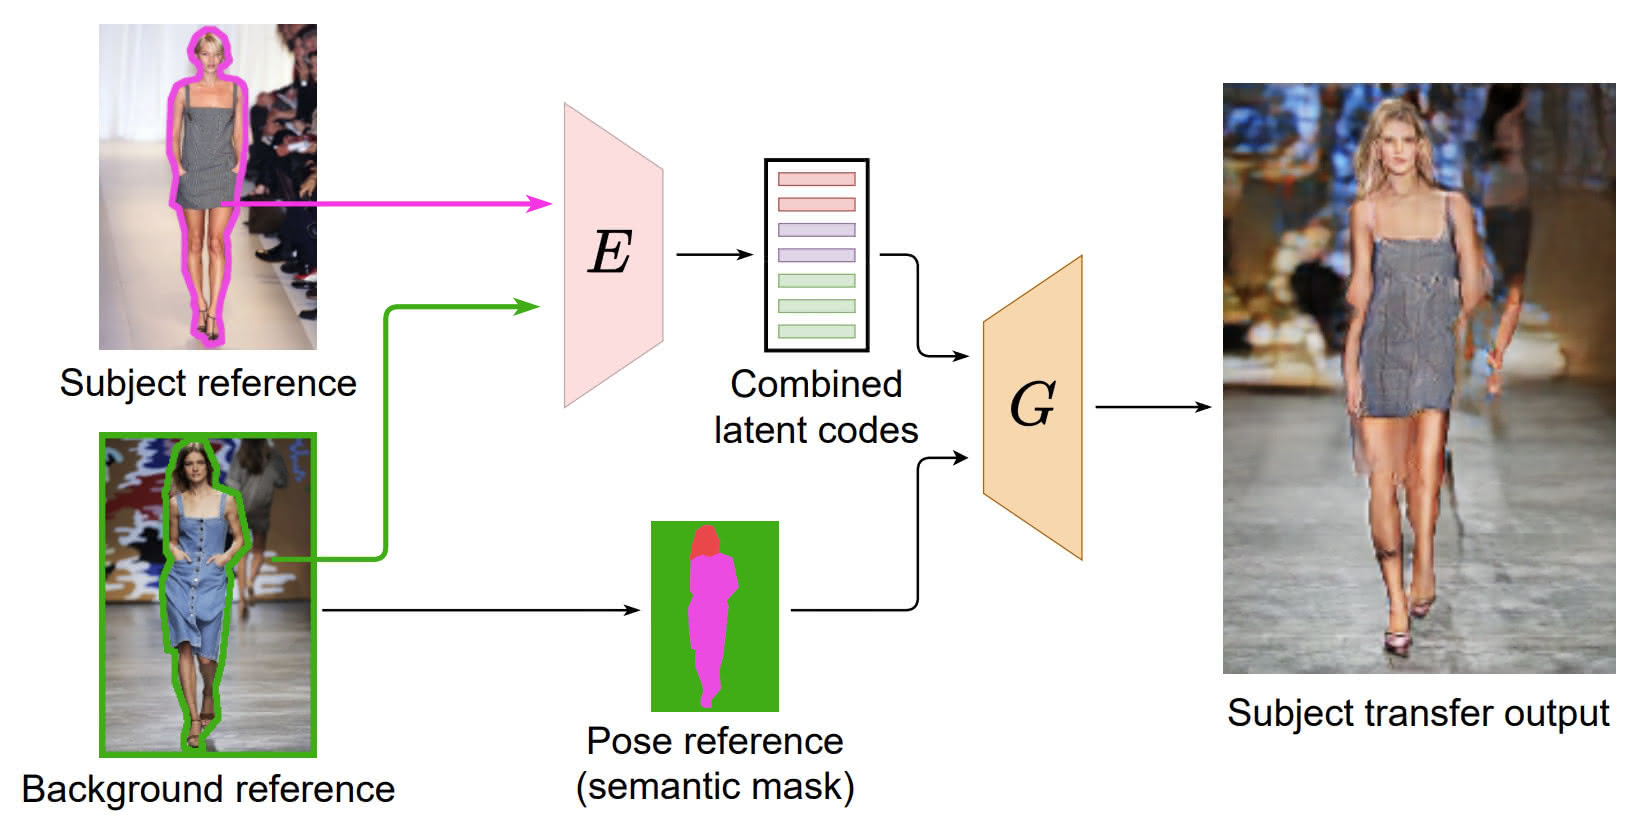 Subject reference
E
Combined
latent codes
G
Background reference
Pose reference
(semantic mask)
Subject transfer output